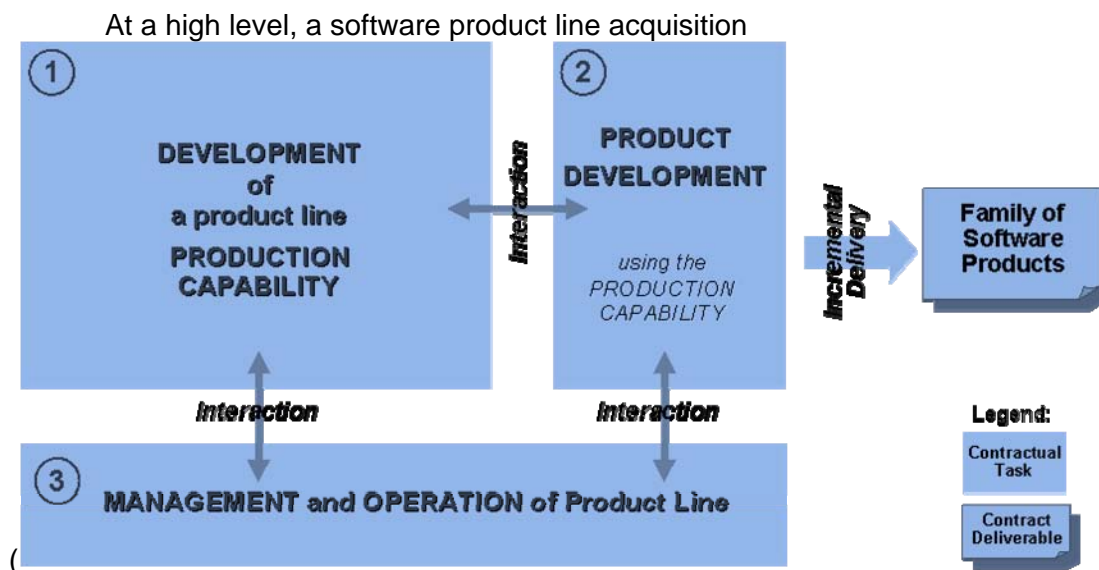 At a high level, a software product line acquisition
1
DEVELOPMENT
of
a product line
PRODUCTION
CAPABILITY
Interaction
2
PRODUCT
DEVELOPMENT
using the
PRODUCTION
CAPABILITY
Incremental
Delivery
Family of
Software
Products
Interaction
Interaction
3
MANAGEMENT and OPERATION of Product Line
Legend:
Contractual
Task
Contract
Deliverable
(